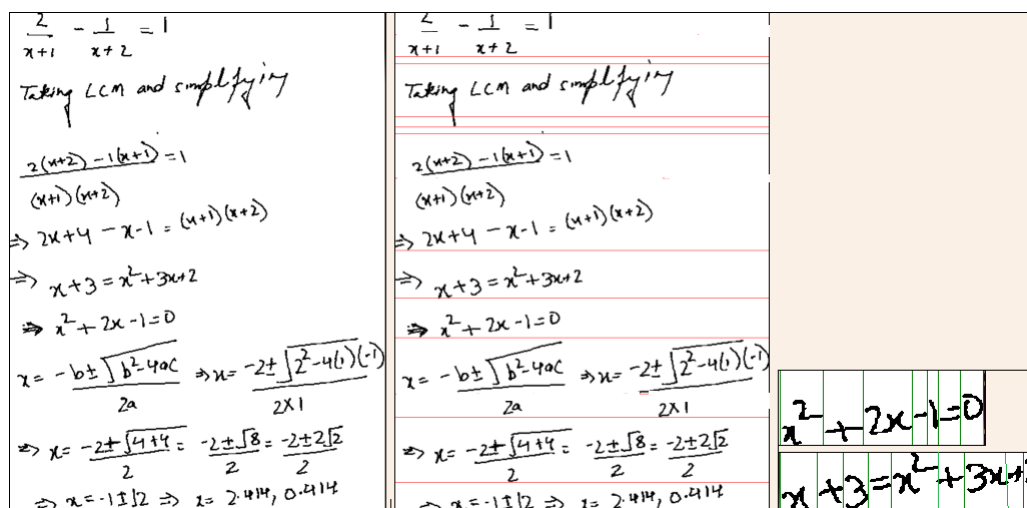 2/(x+1) - 1/(x+2) = 1
Taking LCM and simplifying
(2(x+2) - 1(x+1))/((x+1)(x+2)) = 1
⇒ 2x+4 - x-1 = (x+1)(x+2)
⇒ x+3 = x²+3x+2
⇒ x²+2x-1=0
x = (-b±√(b²-4ac))/(2a) ⇒ x = (-2±√(2²-4(1)(-1)))/(2×1)
⇒ x = (-2±√(4+4))/2 = (-2±√8)/2 = (-2±2√2)/2
⇒ x = -1±√2 ⇒ x = 2.414, 0.414
2/(x+1) - 1/(x+2) = 1
Taking LCM and simplifying
(2(x+2) - 1(x+1))/((x+1)(x+2)) = 1
⇒ 2x+4 - x-1 = (x+1)(x+2)
⇒ x+3 = x²+3x+2
⇒ x²+2x-1=0
x = (-b±√(b²-4ac))/(2a) ⇒ x = (-2±√(2²-4(1)(-1)))/(2×1)
⇒ x = (-2±√(4+4))/2 = (-2±√8)/2 = (-2±2√2)/2
⇒ x = -1±√2 ⇒ x = 2.414, 0.414
x²+2x-1=0
x+3=x²+3x+2